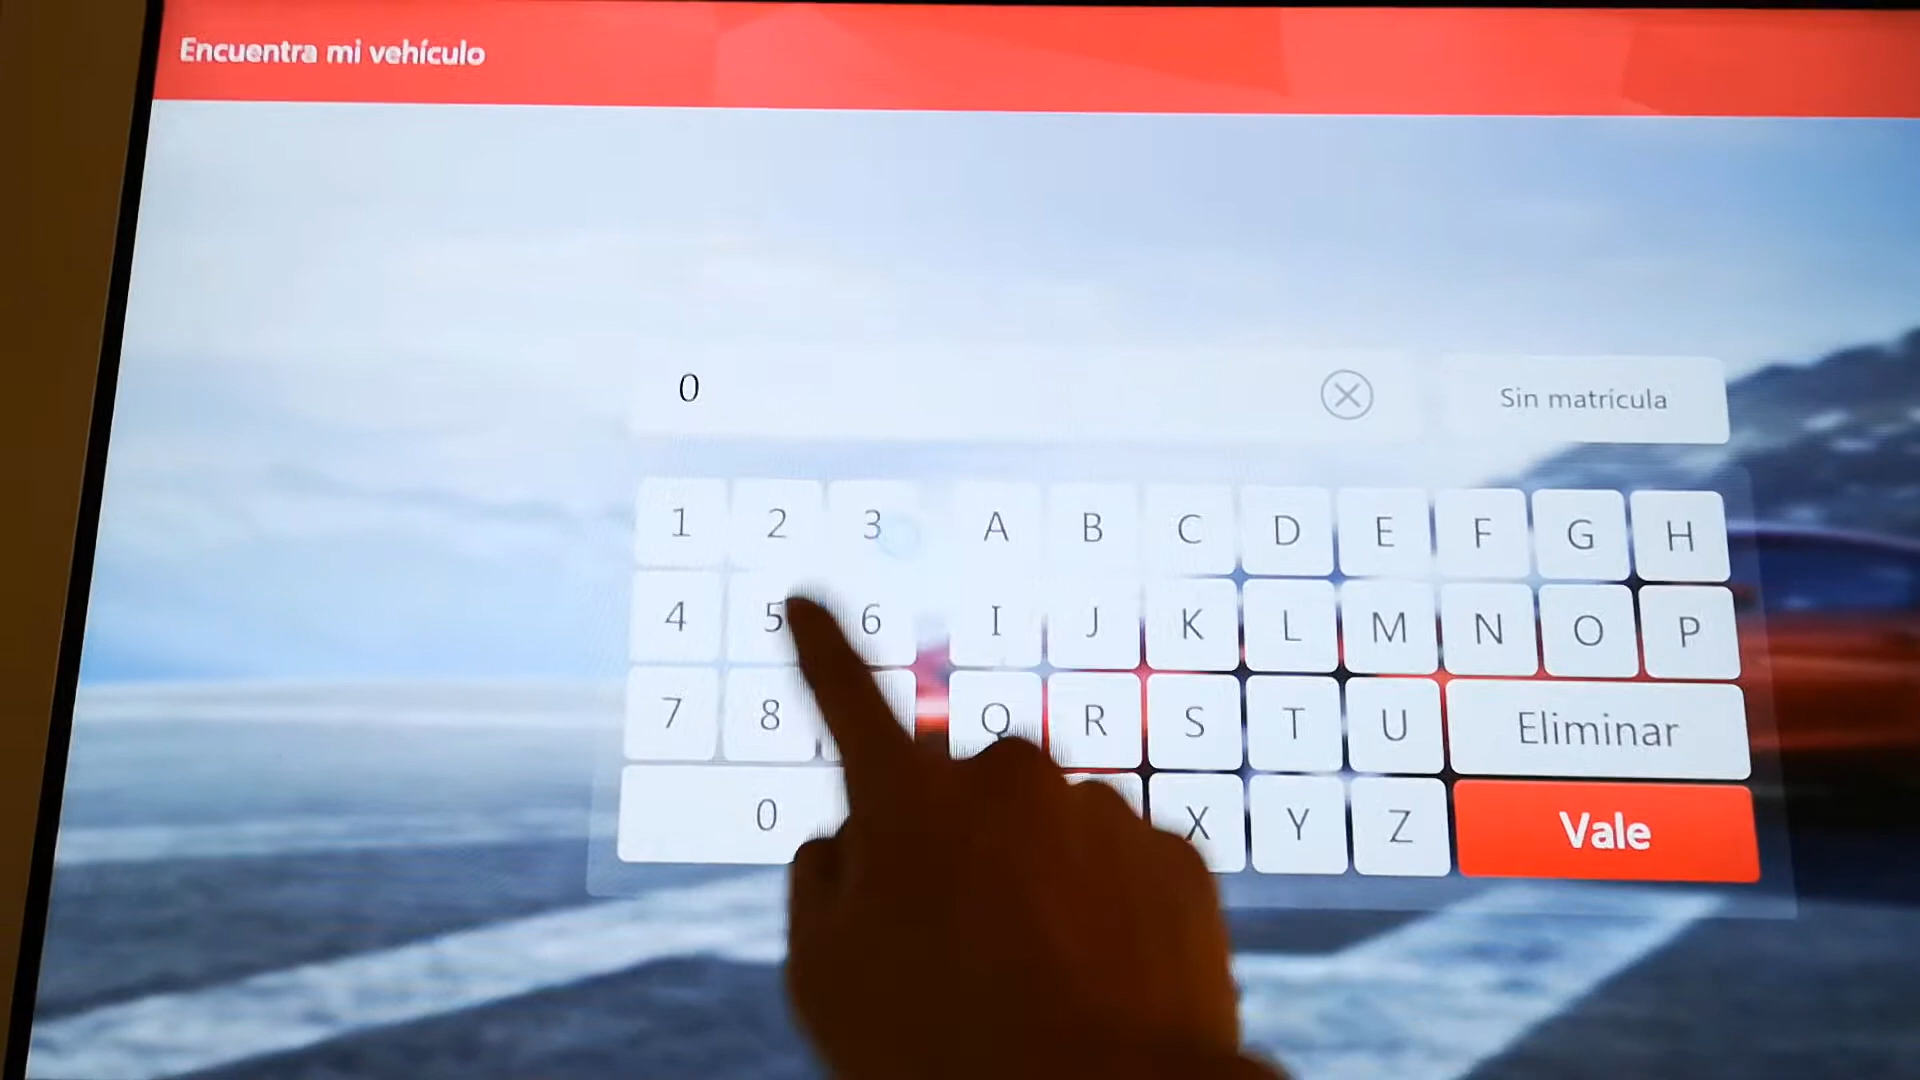 Encuentra mi vehículo
0
Sin matrícula
1 2 3 A B C D E F G H
4 5 6 I J K L M N O P
7 8 Q R S T U Eliminar
0 X Y Z Vale